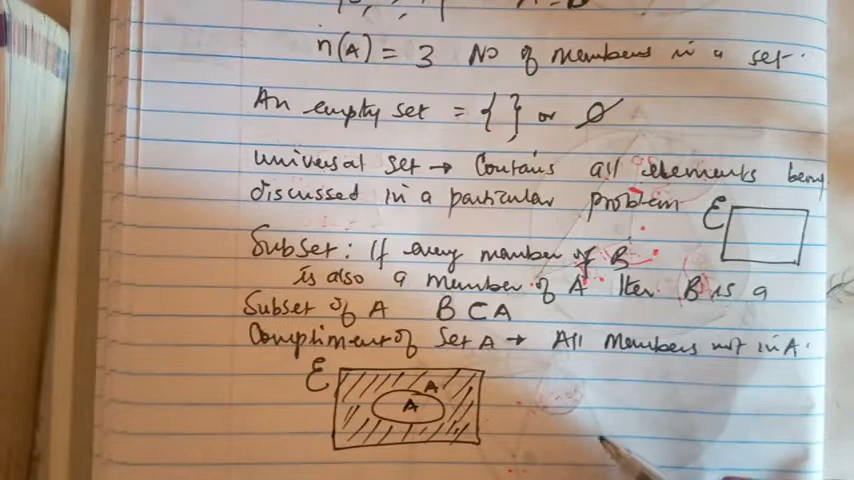 n(A) = 3 No of members in a set.
An empty set = { } or Ø
Universal set → Contains all elements being
discussed in a particular problem ℰ
Subset: If every member of B
is also a member of A then B is a
Subset of A B ⊂ A
Compliment of Set A → All Members not in A.
ℰ
A
A